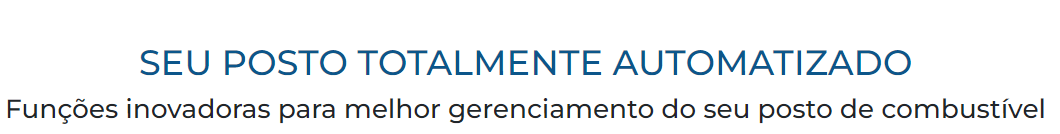 SEU POSTO TOTALMENTE AUTOMATIZADO
Funções inovadoras para melhor gerenciamento do seu posto de combustível